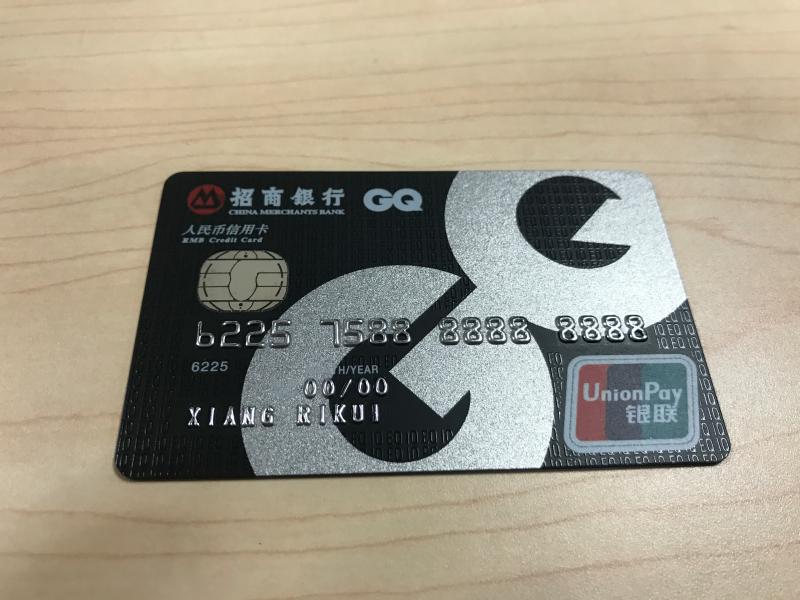 招商银行 GQ
CHINA MERCHANTS BANK
人民币信用卡
RMB Credit Card
6225 7588 8888 8888
6225
H/YEAR
00/00
XIANG RIKUI
UnionPay
银联